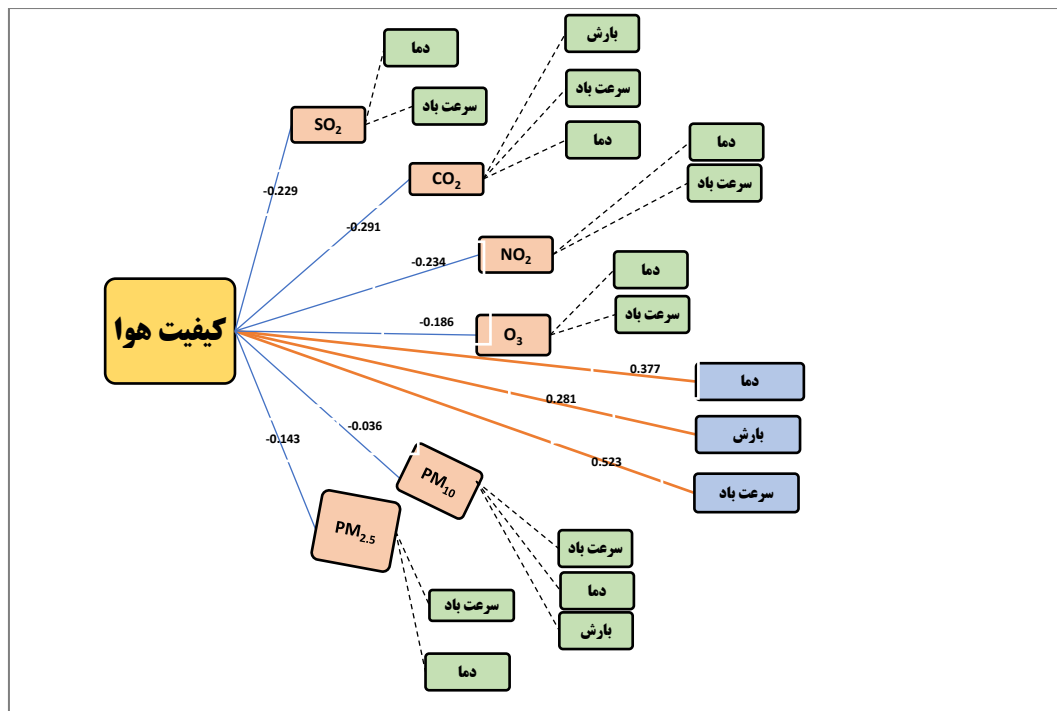 بارش
دما
سرعت باد
سرعت باد
SO₂
دما
دما
CO₂
سرعت باد
-0.229
-0.291
NO₂
-0.234
دما
کیفیت هوا
سرعت باد
-0.186
O₃
0.377
دما
0.281
-0.036
بارش
-0.143
0.523
PM₁₀
سرعت باد
PM₂.₅
سرعت باد
دما
سرعت باد
بارش
دما